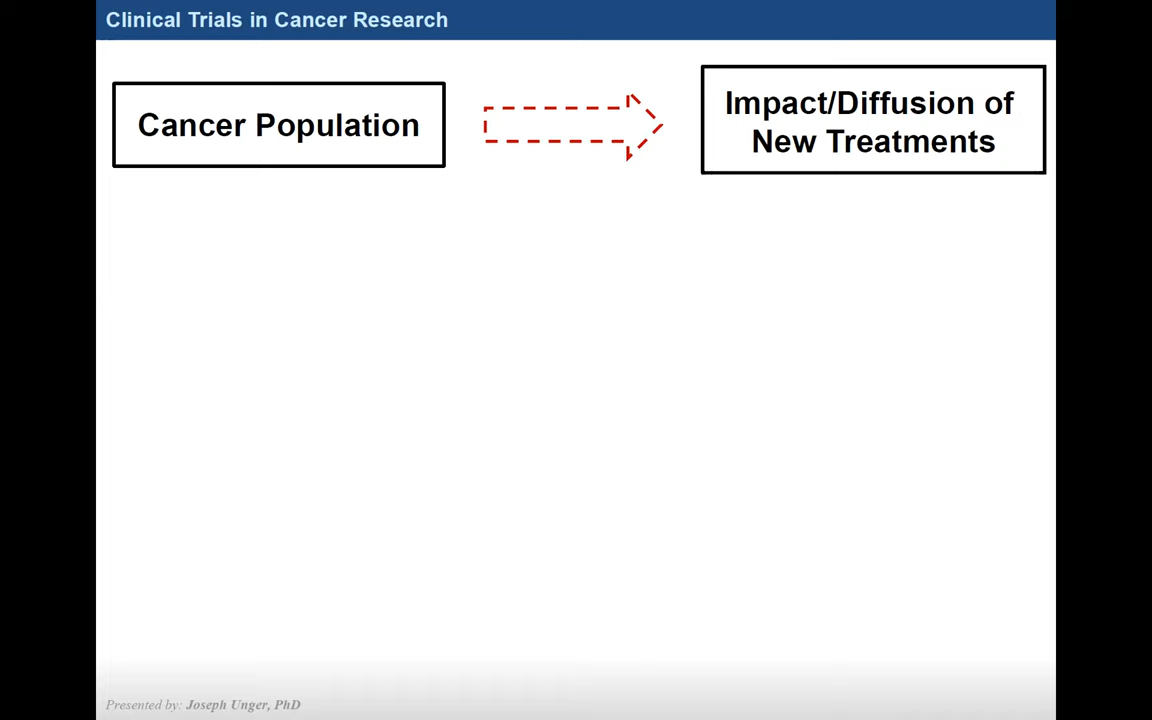 Clinical Trials in Cancer Research
Cancer Population
Impact/Diffusion of
New Treatments
Presented by: Joseph Unger, PhD